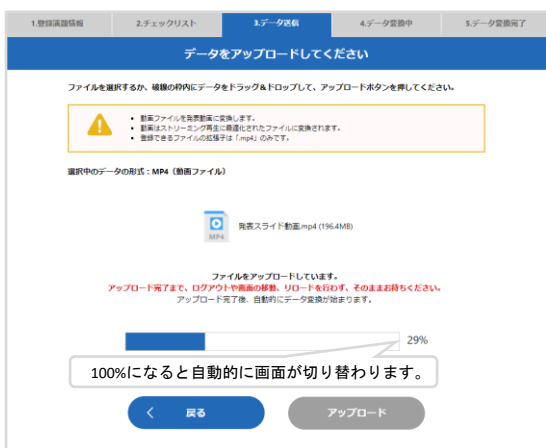 1.登録演題情報
2.チェックリスト
3.データ送信
4.データ変換中
5.データ変換完了
データをアップロードしてください
ファイルを選択するか、破線の枠内にデータをドラッグ&ドロップして、アップロードボタンを押してください。
• 動画ファイルを発表動画に変換します。
• 動画はストリーミング再生に最適化されたファイルに変換されます。
• 登録できるファイルの拡張子は「.mp4」のみです。
選択中のデータの形式：MP4（動画ファイル）
MP4
発表スライド動画.mp4 (196.4MB)
ファイルをアップロードしています。
アップロード完了まで、ログアウトや画面の移動、リロードを行わず、そのままお待ちください。
アップロード完了後、自動的にデータ変換が始まります。
29%
100%になると自動的に画面が切り替わります。
戻る
アップロード